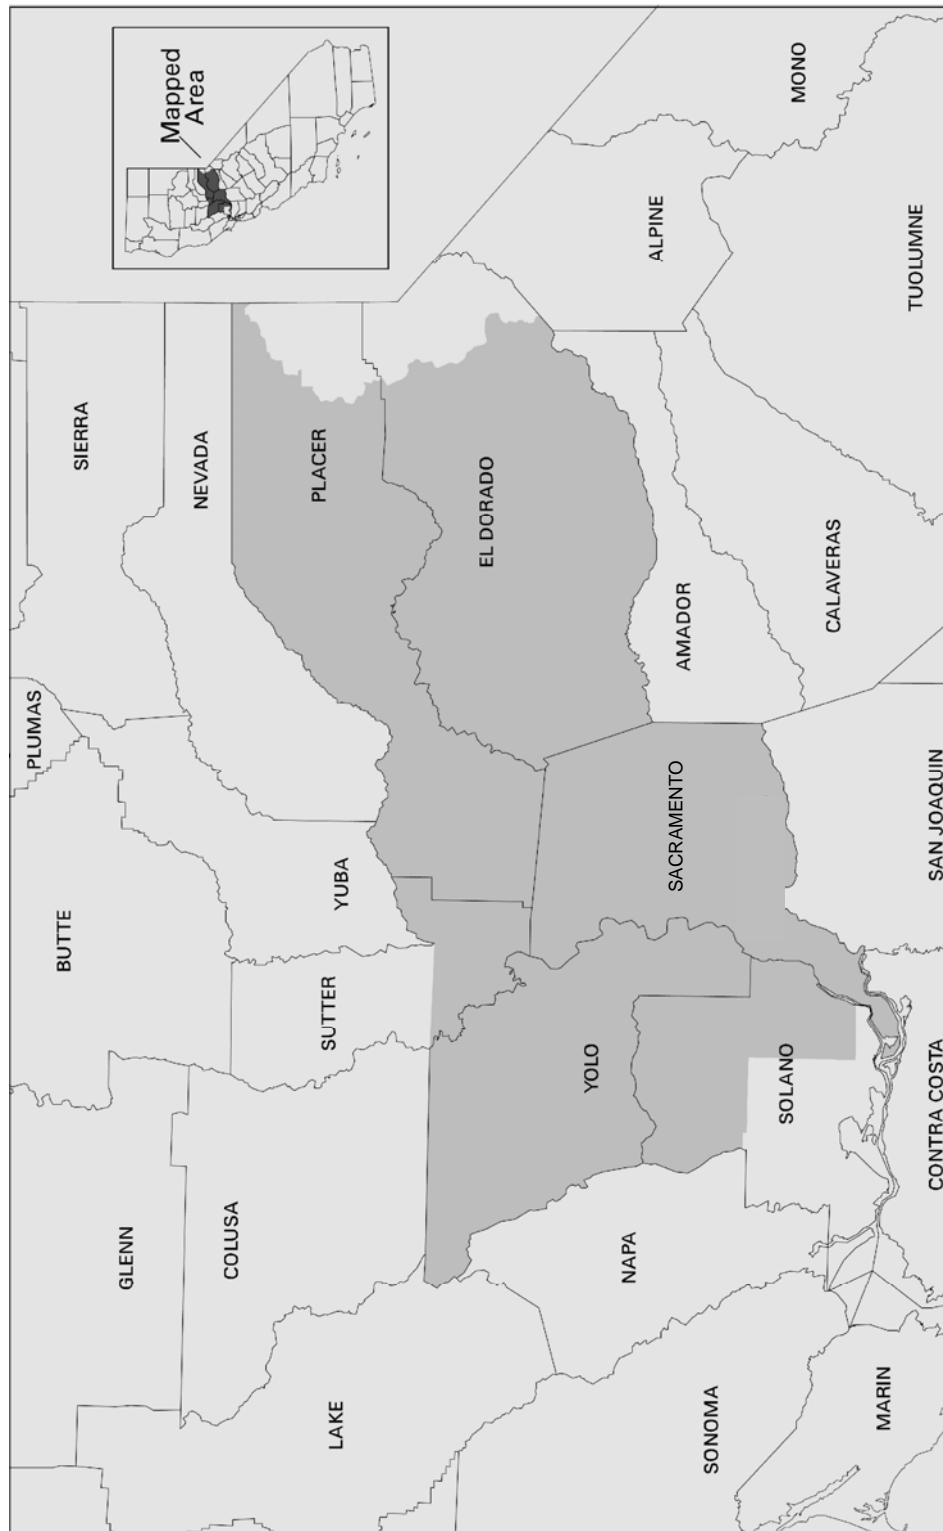 Mapped
Area
PLUMAS
SIERRA
BUTTE
GLENN
NEVADA
YUBA
SUTTER
COLUSA
LAKE
PLACER
EL DORADO
YOLO
NAPA
SACRAMENTO
SOLANO
SONOMA
MARIN
ALPINE
AMADOR
MONO
CALAVERAS
TUOLUMNE
SAN JOAQUIN
CONTRA COSTA